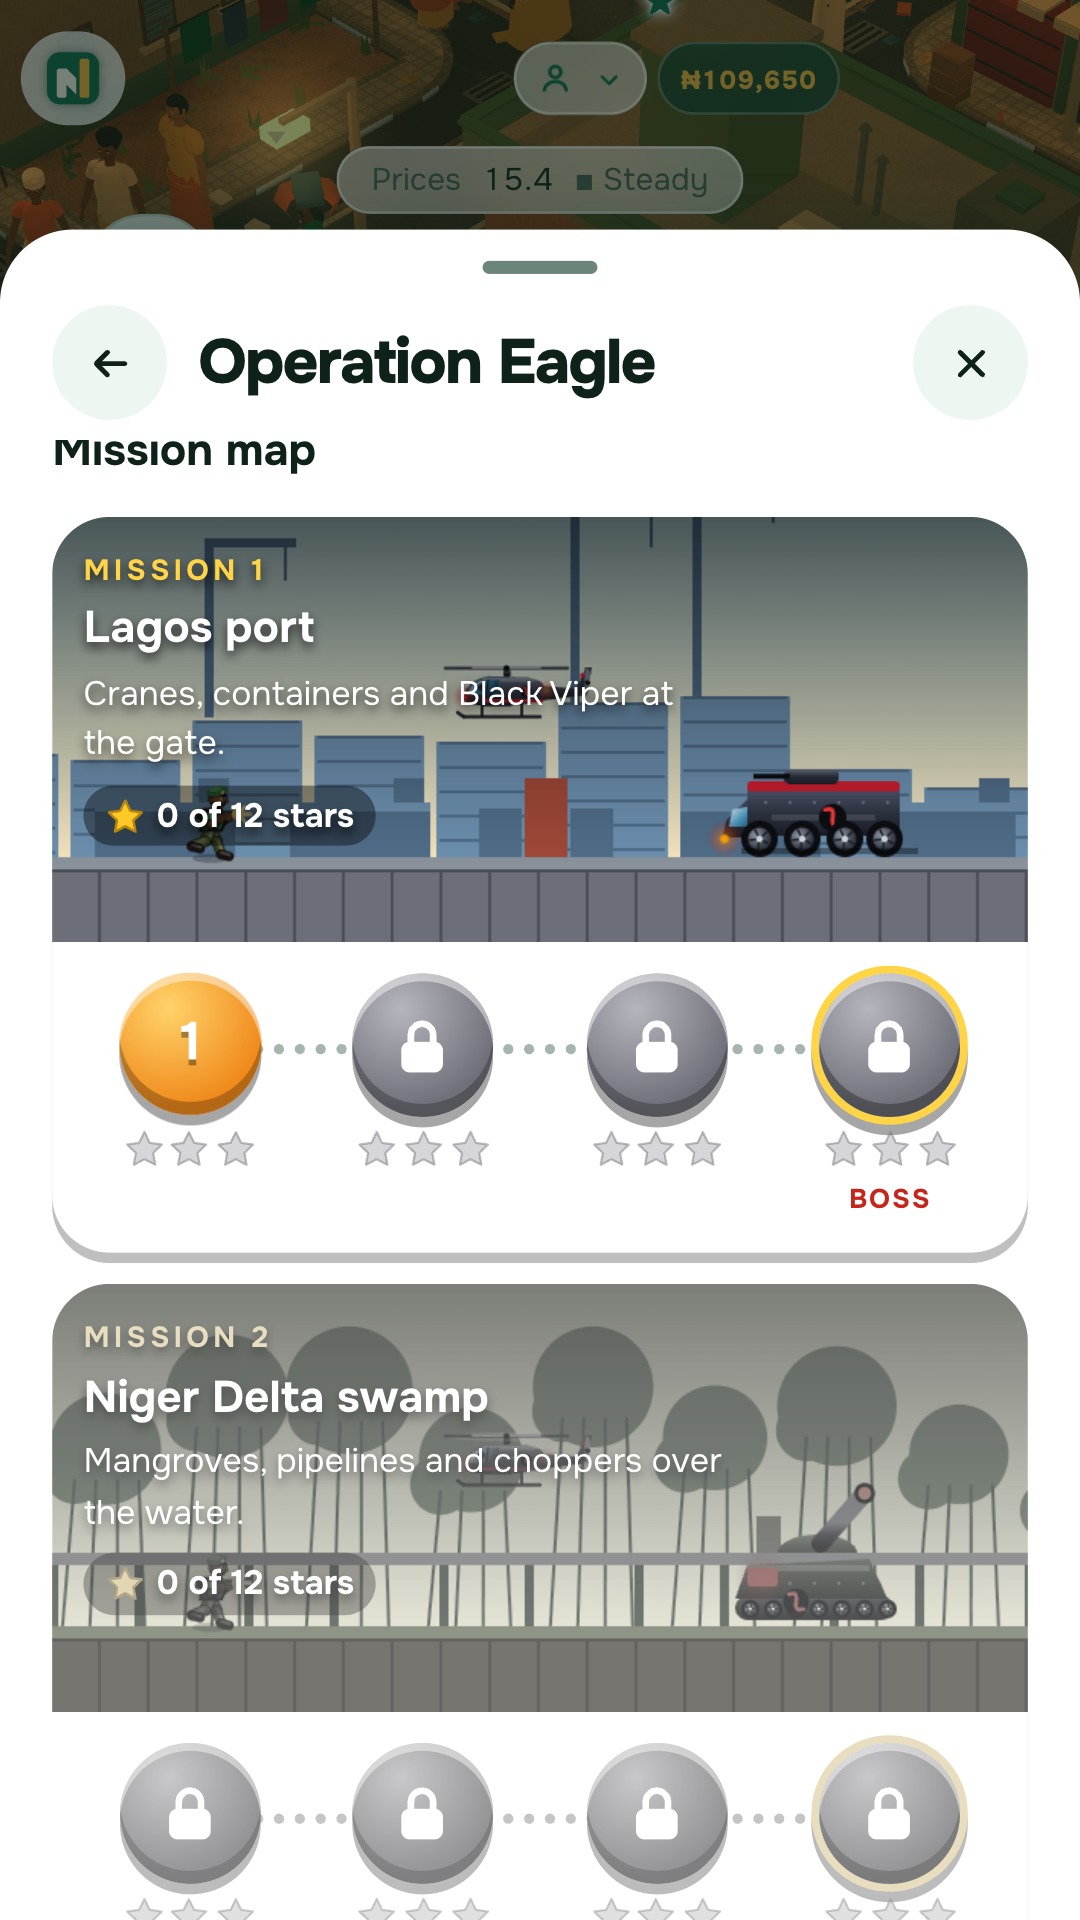 ₦109,650
Prices 15.4 ■ Steady
Operation Eagle
Mission map
MISSION 1
Lagos port
Cranes, containers and Black Viper at
the gate.
0 of 12 stars
1
BOSS
MISSION 2
Niger Delta swamp
Mangroves, pipelines and choppers over
the water.
0 of 12 stars